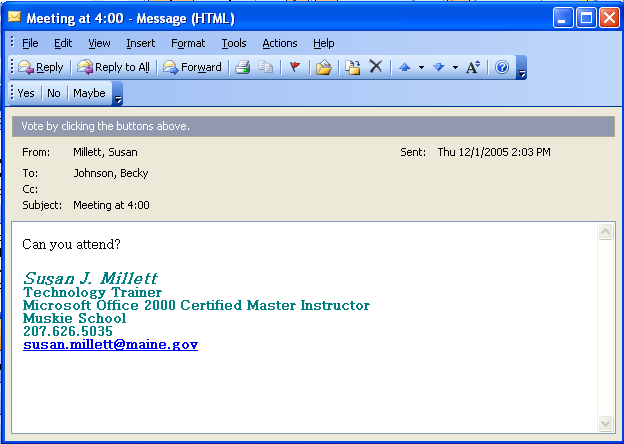 Meeting at 4:00 - Message (HTML)
File Edit View Insert Format Tools Actions Help
Reply Reply to All Forward
Yes No Maybe
Vote by clicking the buttons above.
From: Millett, Susan Sent: Thu 12/1/2005 2:03 PM
To: Johnson, Becky
Cc:
Subject: Meeting at 4:00
Can you attend?
Susan J. Millett
Technology Trainer
Microsoft Office 2000 Certified Master Instructor
Muskie School
207.626.5035
susan.millett@maine.gov